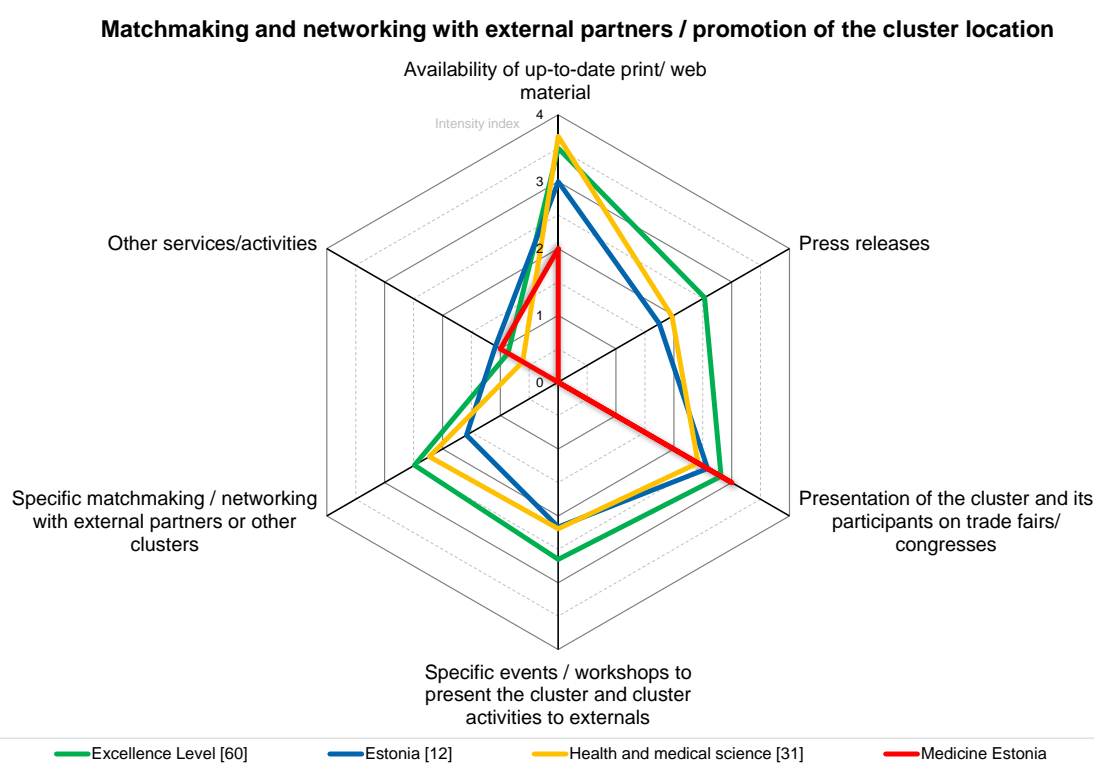 Matchmaking and networking with external partners / promotion of the cluster location
Availability of up-to-date print/ web
material
Intensity index
4
3
2
1
0
Other services/activities
Press releases
Specific matchmaking / networking
with external partners or other
clusters
Presentation of the cluster and its
participants on trade fairs/
congresses
Specific events / workshops to
present the cluster and cluster
activities to externals
Excellence Level [60]
Estonia [12]
Health and medical science [31]
Medicine Estonia